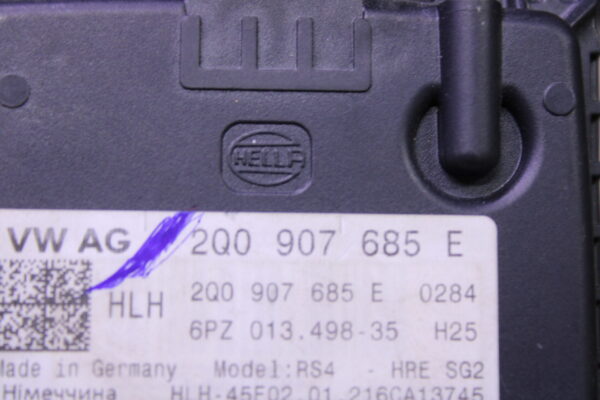 HELLA
VW AG 2Q0 907 685 E
HLH 2Q0 907 685 E 0284
6PZ 013.498-35 H25
Made in Germany Model:RS4 - HRE SG2
Німеччина HLH-45F02.01.216CA13745